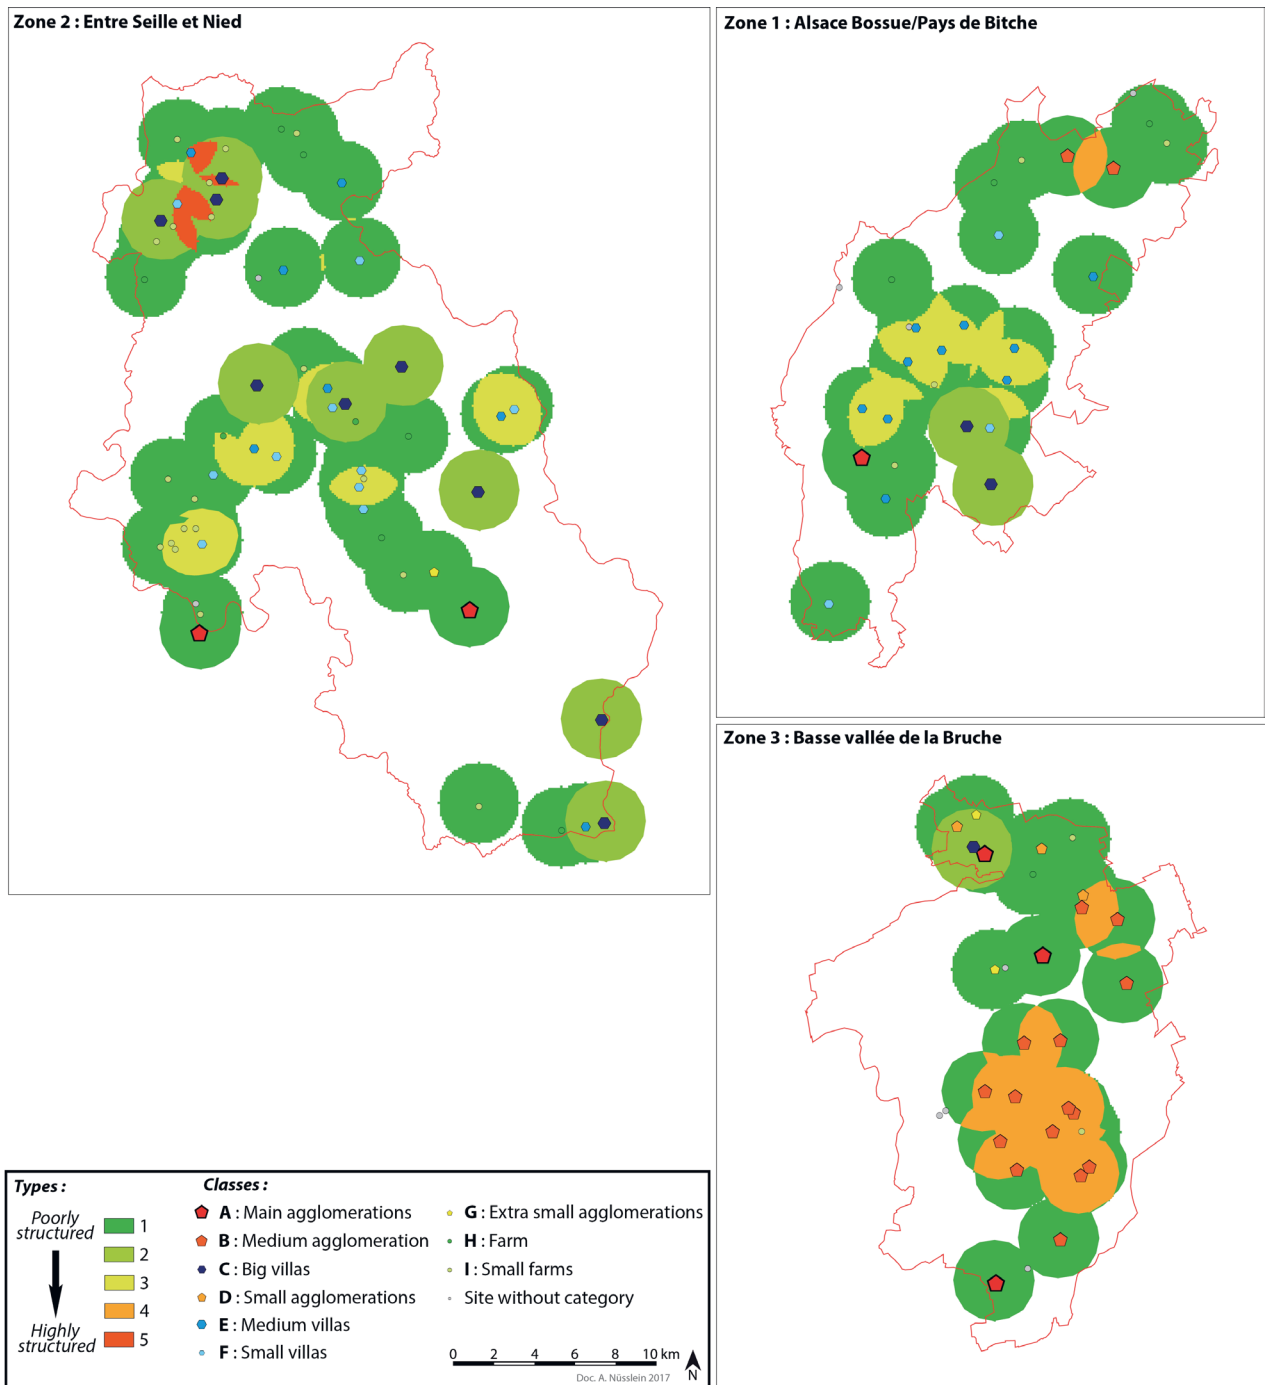 Zone 2 : Entre Seille et Nied
Zone 1 : Alsace Bossue/Pays de Bitche
Zone 3 : Basse vallée de la Bruche
Types :
Poorly
structured
Highly
structured
1
2
3
4
5
Classes :
A : Main agglomerations
B : Medium agglomeration
C : Big villas
D : Small agglomerations
E : Medium villas
F : Small villas
G : Extra small agglomerations
H : Farm
I : Small farms
Site without category
0 2 4 6 8 10 km
N
Doc. A. Nüsslein 2017